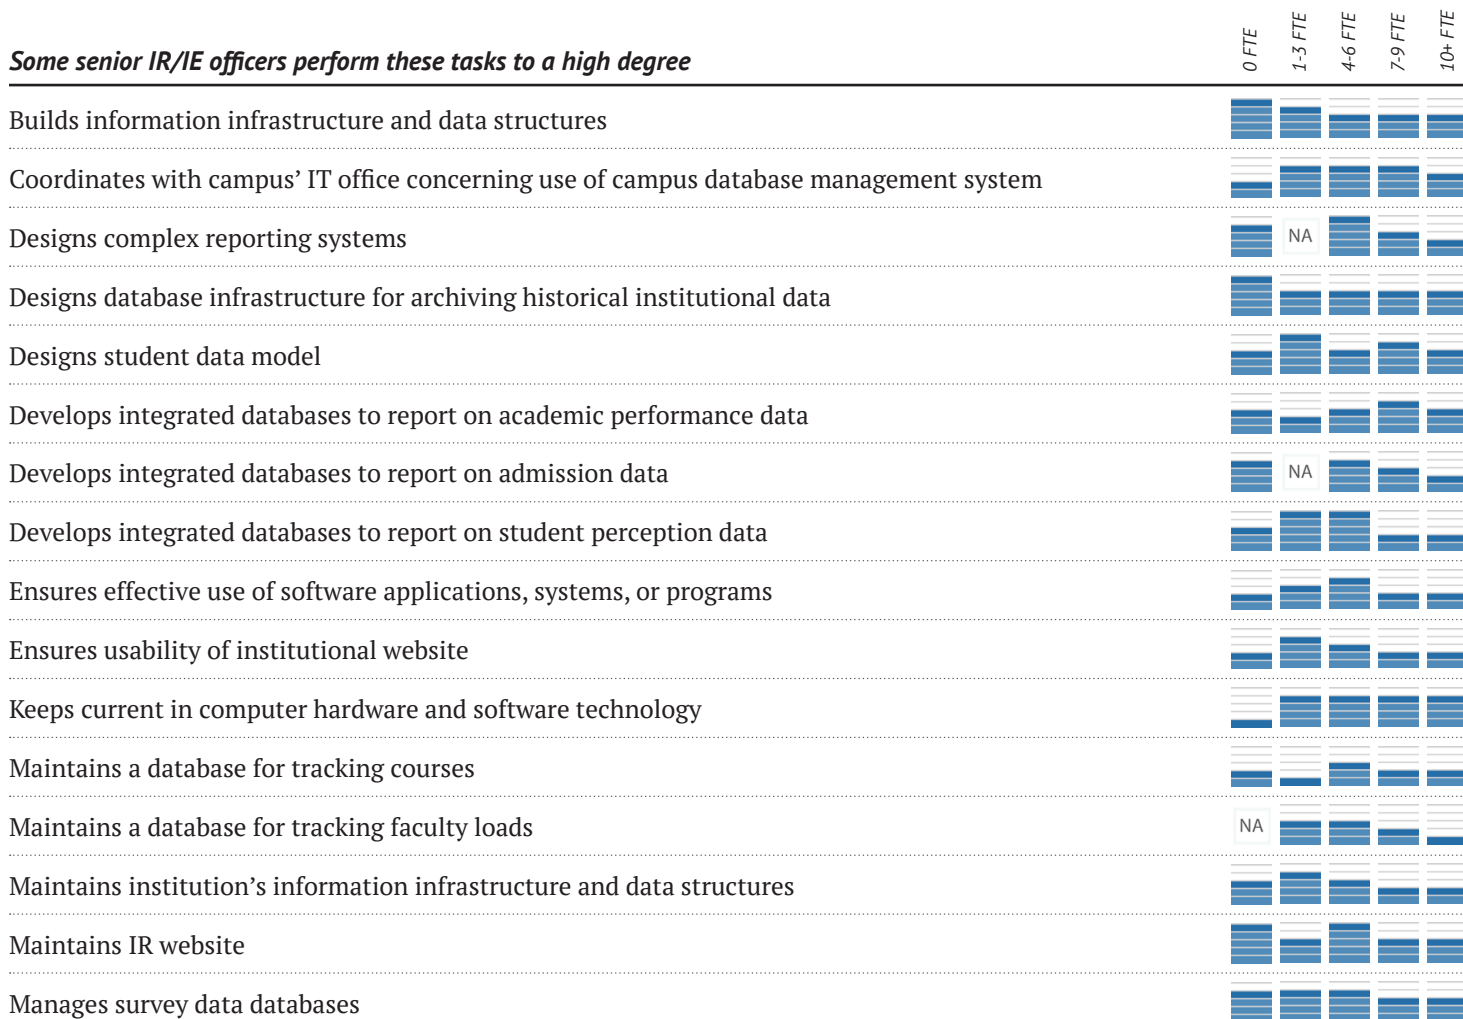 Some senior IR/IE officers perform these tasks to a high degree
0 FTE
1-3 FTE
4-6 FTE
7-9 FTE
10+ FTE
Builds information infrastructure and data structures
Coordinates with campus’ IT office concerning use of campus database management system
Designs complex reporting systems
NA
Designs database infrastructure for archiving historical institutional data
Designs student data model
Develops integrated databases to report on academic performance data
Develops integrated databases to report on admission data
NA
Develops integrated databases to report on student perception data
Ensures effective use of software applications, systems, or programs
Ensures usability of institutional website
Keeps current in computer hardware and software technology
Maintains a database for tracking courses
Maintains a database for tracking faculty loads
NA
Maintains institution’s information infrastructure and data structures
Maintains IR website
Manages survey data databases